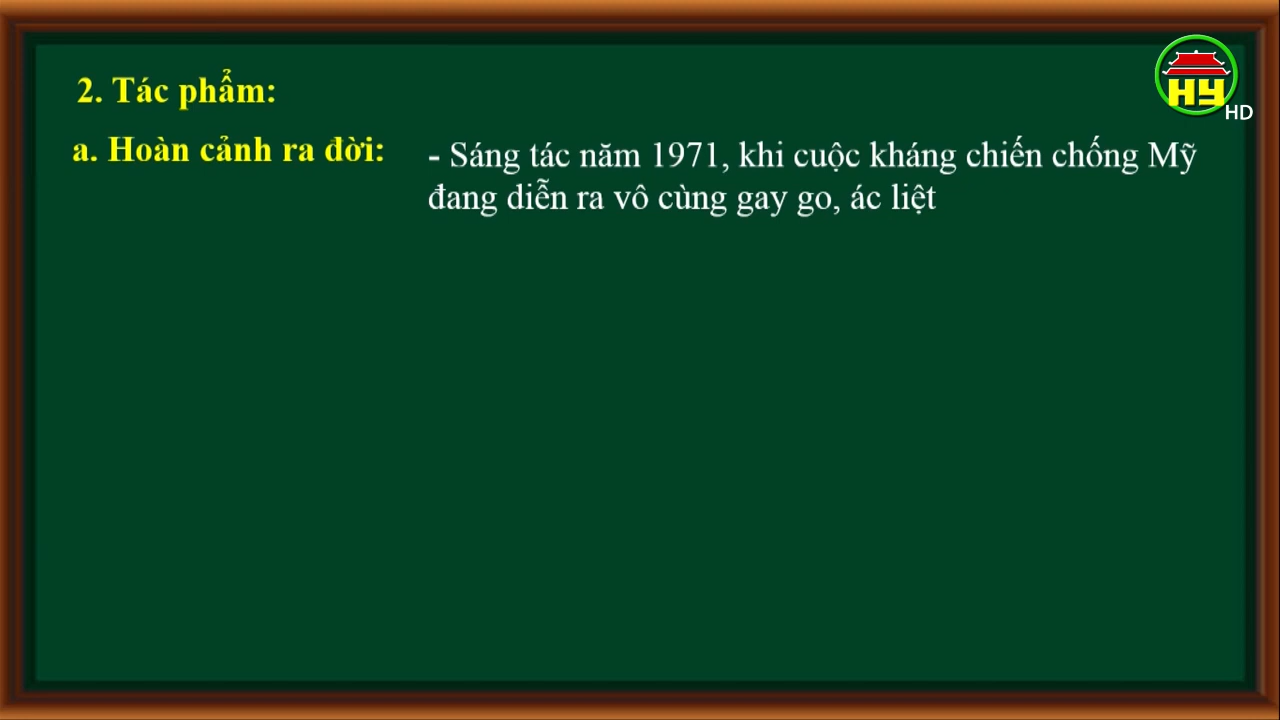 2. Tác phẩm:
a. Hoàn cảnh ra đời:
- Sáng tác năm 1971, khi cuộc kháng chiến chống Mỹ
đang diễn ra vô cùng gay go, ác liệt
HY
HD